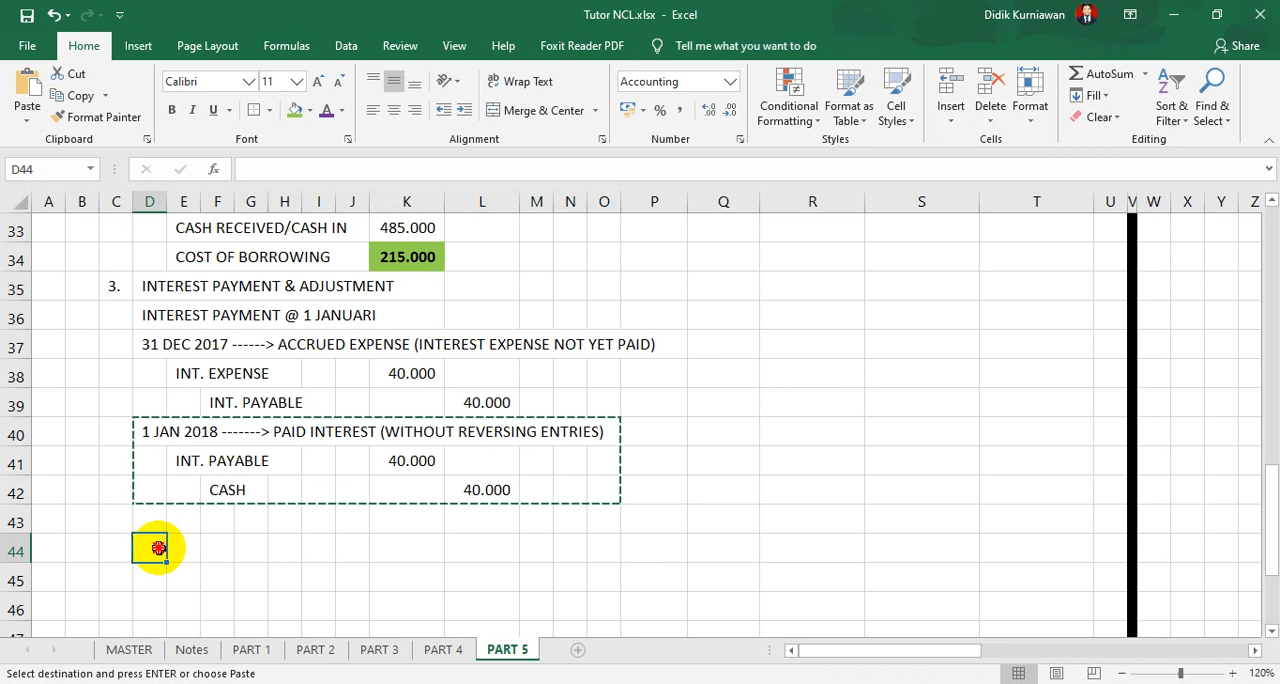 Tutor NCL.xlsx - Excel
Didik Kurniawan
File Home Insert Page Layout Formulas Data Review View Help Foxit Reader PDF Tell me what you want to do Share
Paste
Cut
Copy
Format Painter
Clipboard
Calibri 11
B I U
Font
Wrap Text
Merge & Center
Alignment
Accounting
%
Number
Conditional Formatting
Format as Table
Cell Styles
Styles
Insert Delete Format
Cells
AutoSum
Fill
Clear
Sort & Filter
Find & Select
Editing
D44 fx
A B C D E F G H I J K L M N O P Q R S T U V W X Y Z
33 CASH RECEIVED/CASH IN 485.000
34 COST OF BORROWING 215.000
35 3. INTEREST PAYMENT & ADJUSTMENT
36 INTEREST PAYMENT @ 1 JANUARI
37 31 DEC 2017 ------> ACCRUED EXPENSE (INTEREST EXPENSE NOT YET PAID)
38 INT. EXPENSE 40.000
39 INT. PAYABLE 40.000
40 1 JAN 2018 -------> PAID INTEREST (WITHOUT REVERSING ENTRIES)
41 INT. PAYABLE 40.000
42 CASH 40.000
43
44
45
46
47
MASTER Notes PART 1 PART 2 PART 3 PART 4 PART 5
Select destination and press ENTER or choose Paste
120%